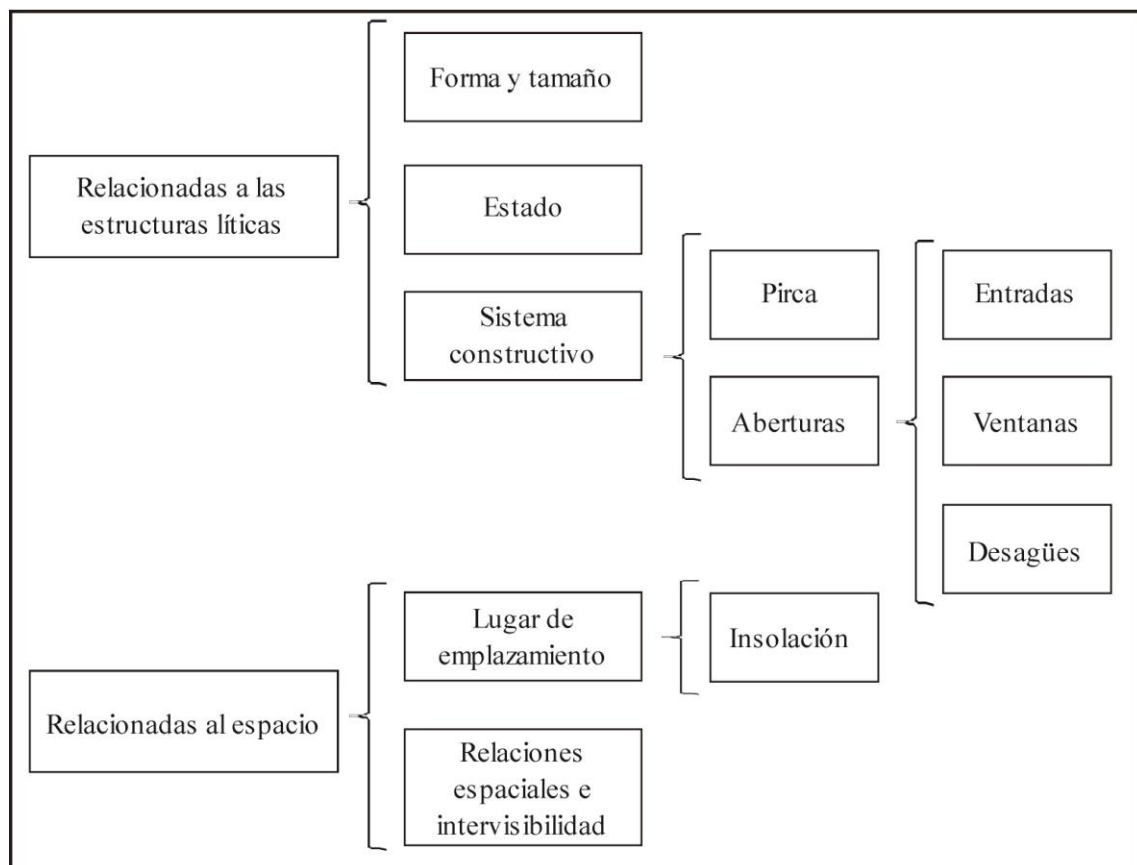 Relacionadas a las
estructuras líticas
Forma y tamaño
Estado
Sistema
constructivo
Pirca
Aberturas
Entradas
Ventanas
Desagües
Relacionadas al espacio
Lugar de
emplazamiento
Insolación
Relaciones
espaciales e
intervisibilidad